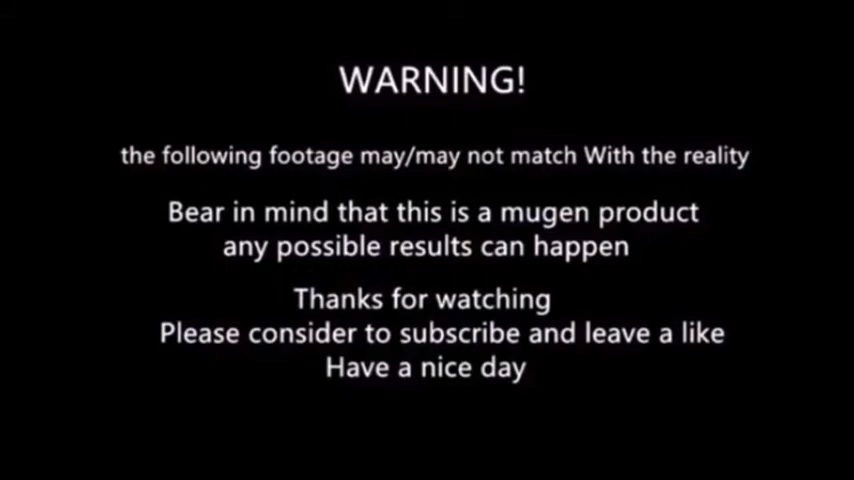 WARNING!
the following footage may/may not match With the reality
Bear in mind that this is a mugen product
any possible results can happen
Thanks for watching
Please consider to subscribe and leave a like
Have a nice day